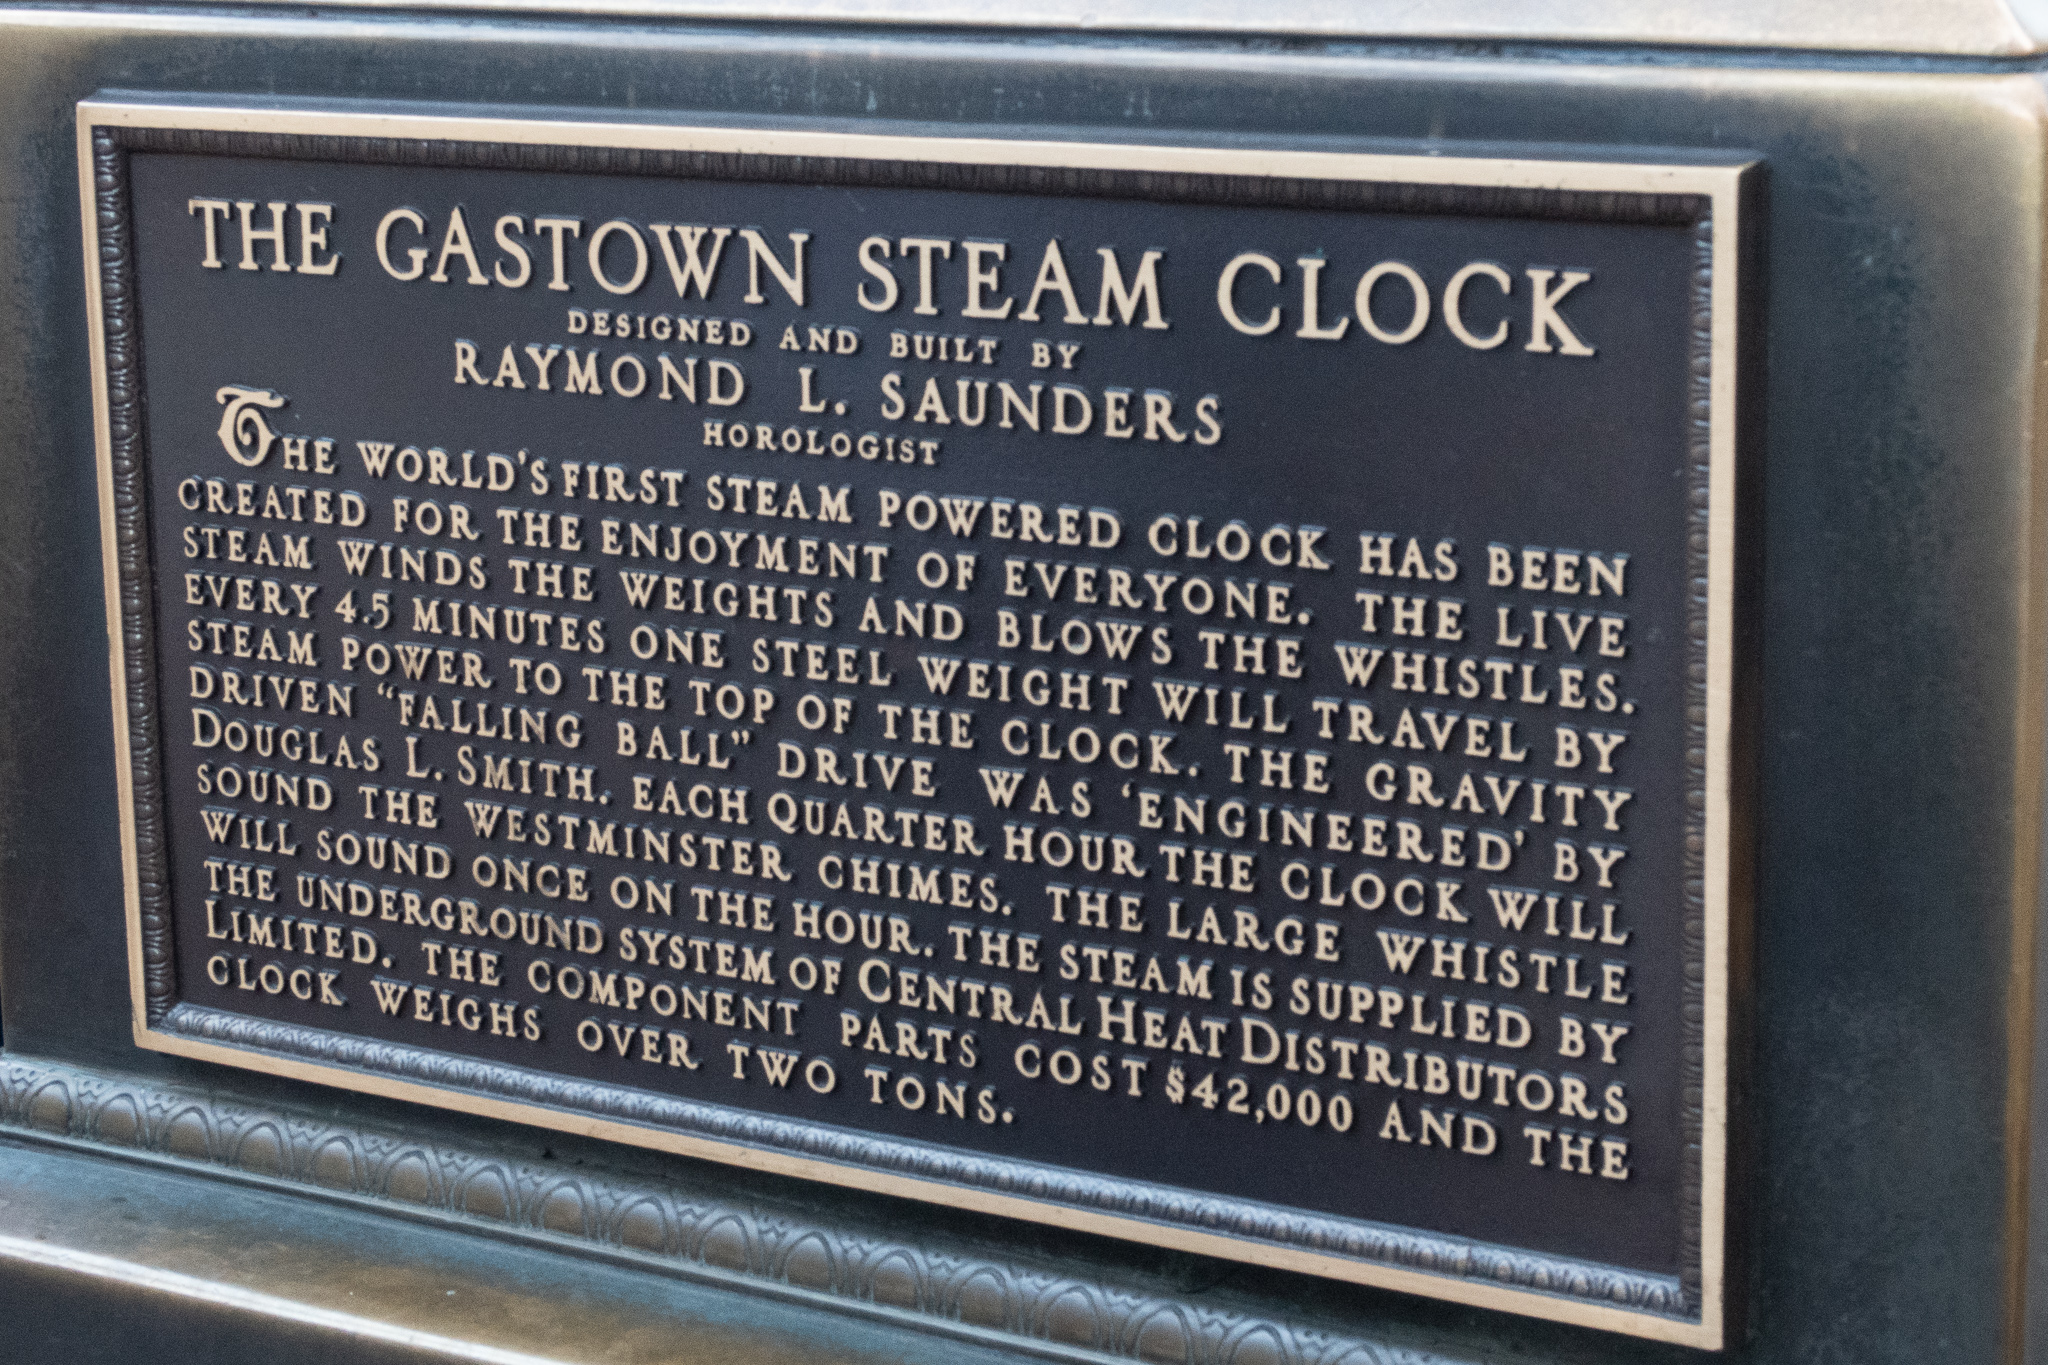 THE GASTOWN STEAM CLOCK
DESIGNED AND BUILT BY
RAYMOND L. SAUNDERS
HOROLOGIST
THE WORLD'S FIRST STEAM POWERED CLOCK HAS BEEN
CREATED FOR THE ENJOYMENT OF EVERYONE. THE LIVE
STEAM WINDS THE WEIGHTS AND BLOWS THE WHISTLES.
EVERY 4.5 MINUTES ONE STEEL WEIGHT WILL TRAVEL BY
STEAM POWER TO THE TOP OF THE CLOCK. THE GRAVITY
DRIVEN “FALLING BALL” DRIVE WAS ‘ENGINEERED’ BY
DOUGLAS L. SMITH. EACH QUARTER HOUR THE CLOCK WILL
SOUND THE WESTMINSTER CHIMES. THE LARGE WHISTLE
WILL SOUND ONCE ON THE HOUR. THE STEAM IS SUPPLIED BY
THE UNDERGROUND SYSTEM OF CENTRAL HEAT DISTRIBUTORS
LIMITED. THE COMPONENT PARTS COST $42,000 AND THE
CLOCK WEIGHS OVER TWO TONS.